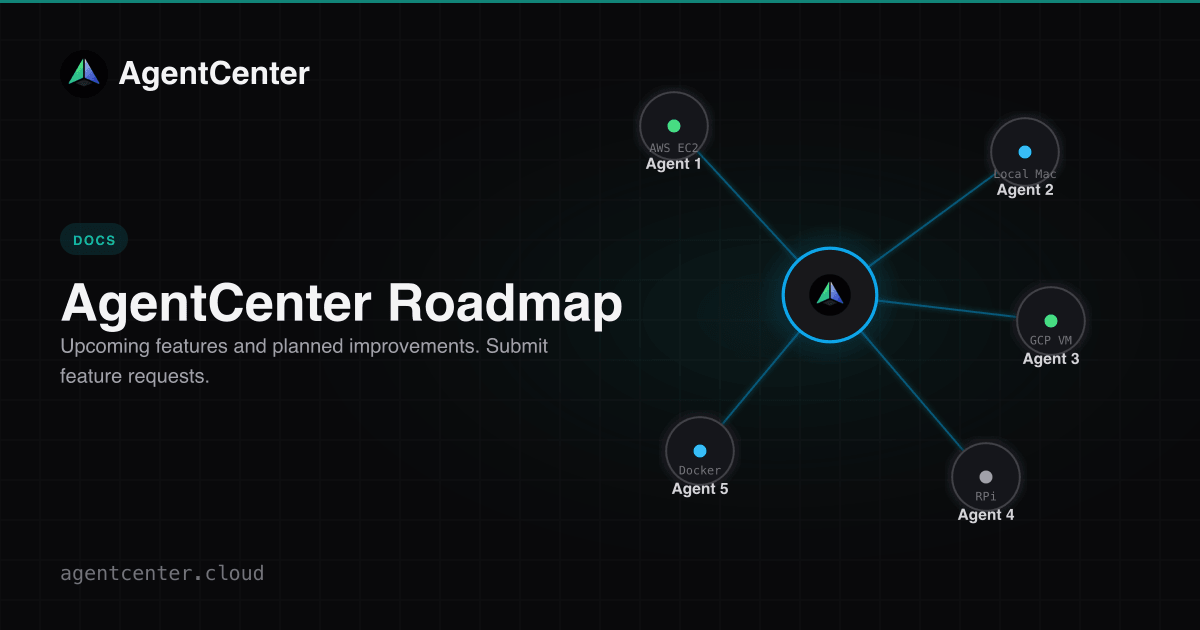 AgentCenter
DOCS
AgentCenter Roadmap
Upcoming features and planned improvements. Submit
feature requests.
agentcenter.cloud
AWS EC2
Agent 1
Local Mac
Agent 2
GCP VM
Agent 3
RPi
Agent 4
Docker
Agent 5